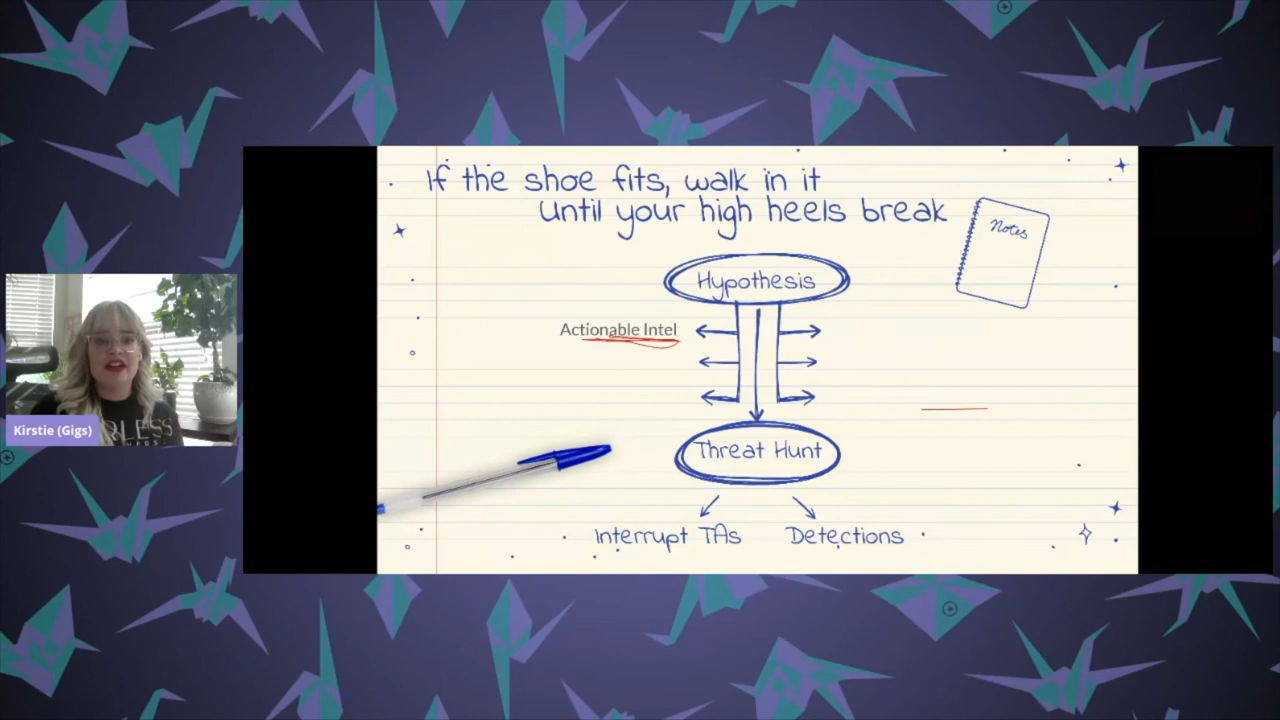 If the shoe fits, walk in it
until your high heels break
Notes
Hypothesis
Actionable Intel
Threat Hunt
Interrupt TAs
Detections
Kirstie (Gigs)